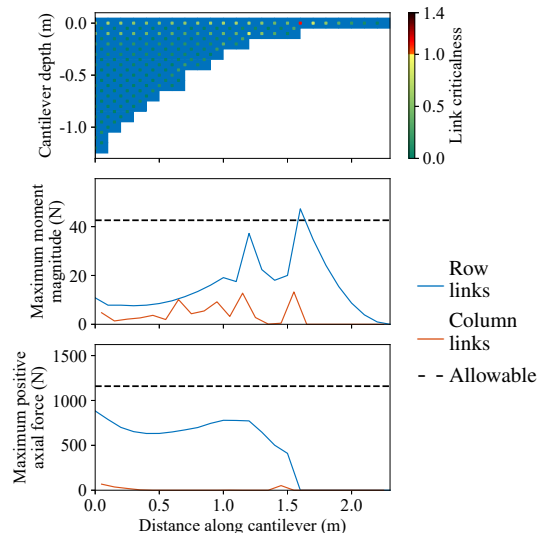 0.0
-0.5
-1.0
Cantilever depth (m)
1.4
1.0
0.5
0.0
Link criticalness
40
20
0
Maximum moment
magnitude (N)
1500
1000
500
0
Maximum positive
axial force (N)
0.0 0.5 1.0 1.5 2.0
Distance along cantilever (m)
Row
links
Column
links
Allowable